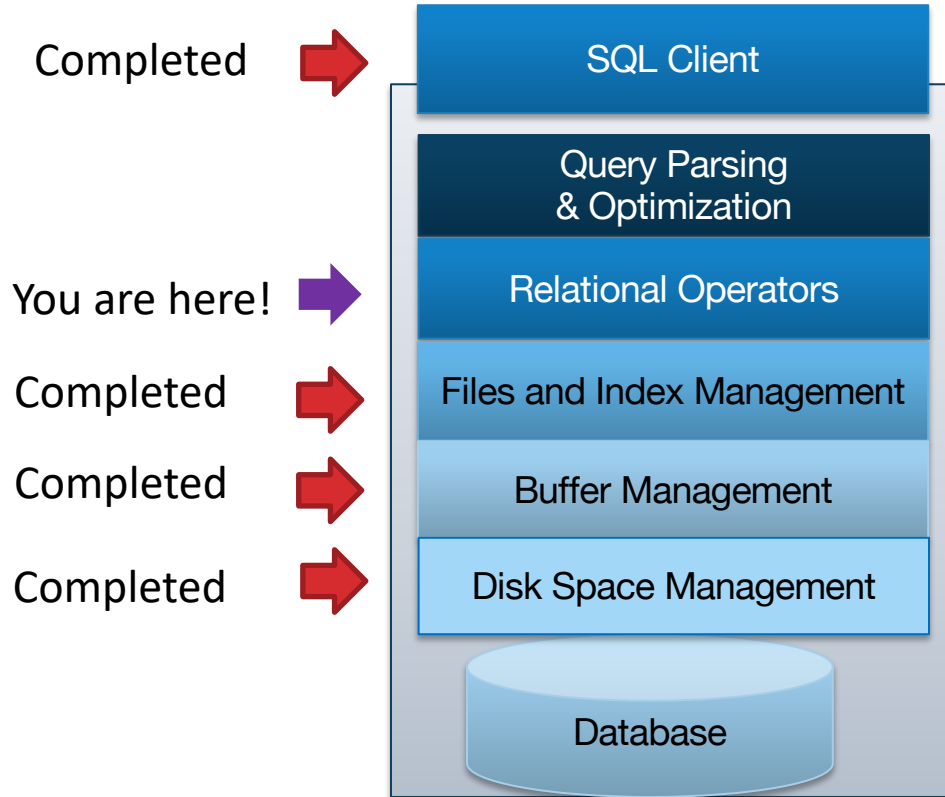 Completed
SQL Client
Query Parsing
& Optimization
You are here!
Relational Operators
Completed
Files and Index Management
Completed
Buffer Management
Completed
Disk Space Management
Database